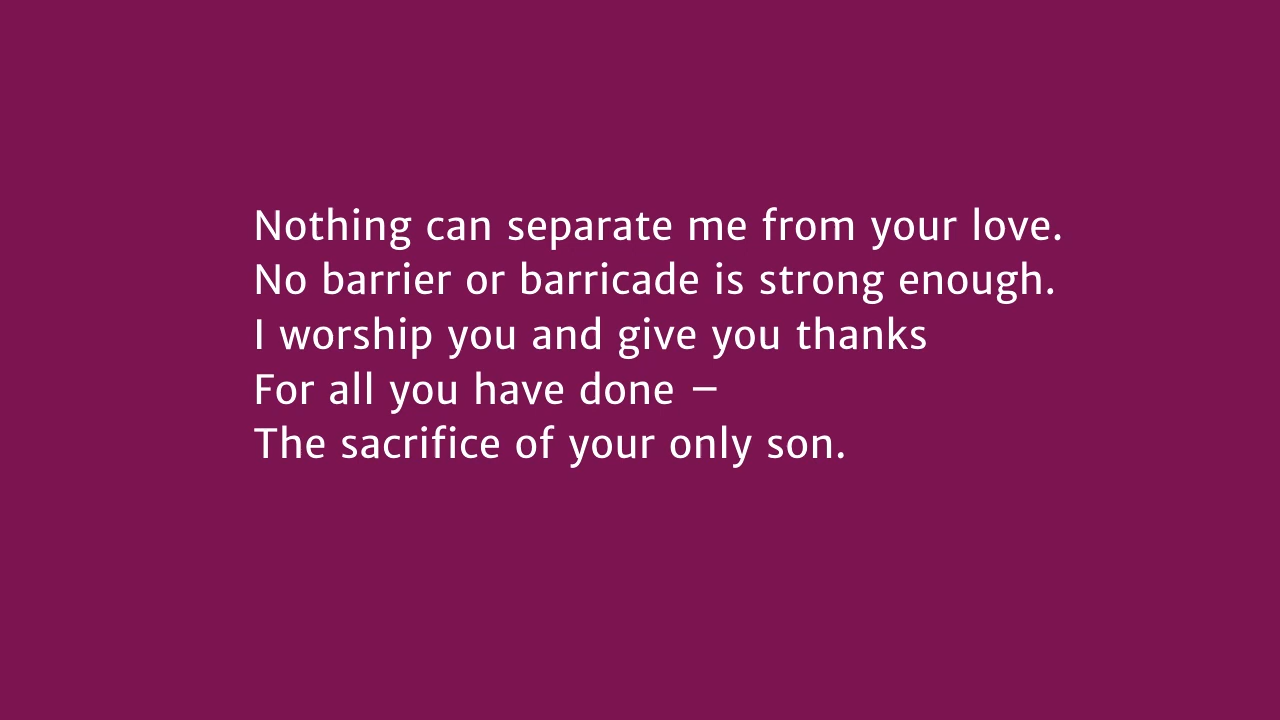 Nothing can separate me from your love.
No barrier or barricade is strong enough.
I worship you and give you thanks
For all you have done –
The sacrifice of your only son.